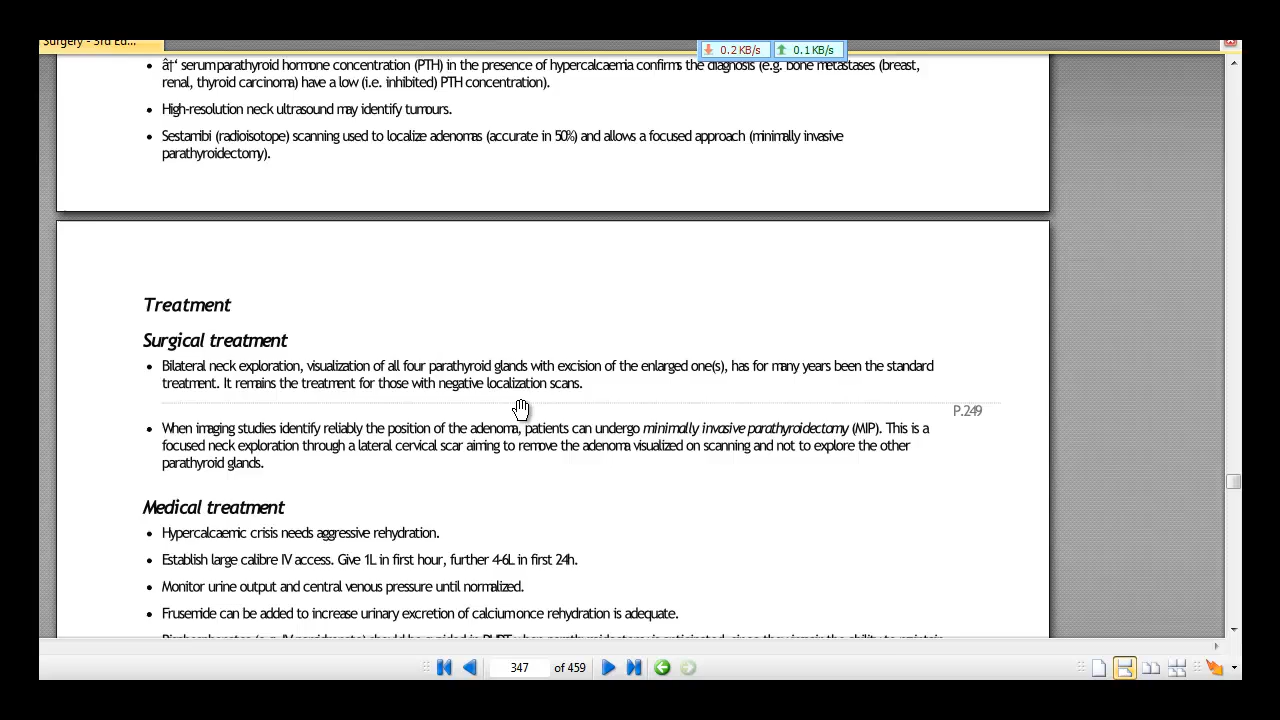 Surgery - 3rd Ed...
0.2 KB/s
0.1 KB/s
• â†‘ serum parathyroid hormone concentration (PTH) in the presence of hypercalcaemia confirms the diagnosis (e.g. bone metastases (breast,
renal, thyroid carcinoma) have a low (i.e. inhibited) PTH concentration).
• High-resolution neck ultrasound may identify tumours.
• Sestamibi (radioisotope) scanning used to localize adenomas (accurate in 50%) and allows a focused approach (minimally invasive
parathyroidectomy).
Treatment
Surgical treatment
• Bilateral neck exploration, visualization of all four parathyroid glands with excision of the enlarged one(s), has for many years been the standard
treatment. It remains the treatment for those with negative localization scans.
P.249
• When imaging studies identify reliably the position of the adenoma, patients can undergo minimally invasive parathyroidectomy (MIP). This is a
focused neck exploration through a lateral cervical scar aiming to remove the adenoma visualized on scanning and not to explore the other
parathyroid glands.
Medical treatment
• Hypercalcaemic crisis needs aggressive rehydration.
• Establish large calibre IV access. Give 1L in first hour, further 4-6L in first 24h.
• Monitor urine output and central venous pressure until normalized.
• Frusemide can be added to increase urinary excretion of calcium once rehydration is adequate.
347 of 459